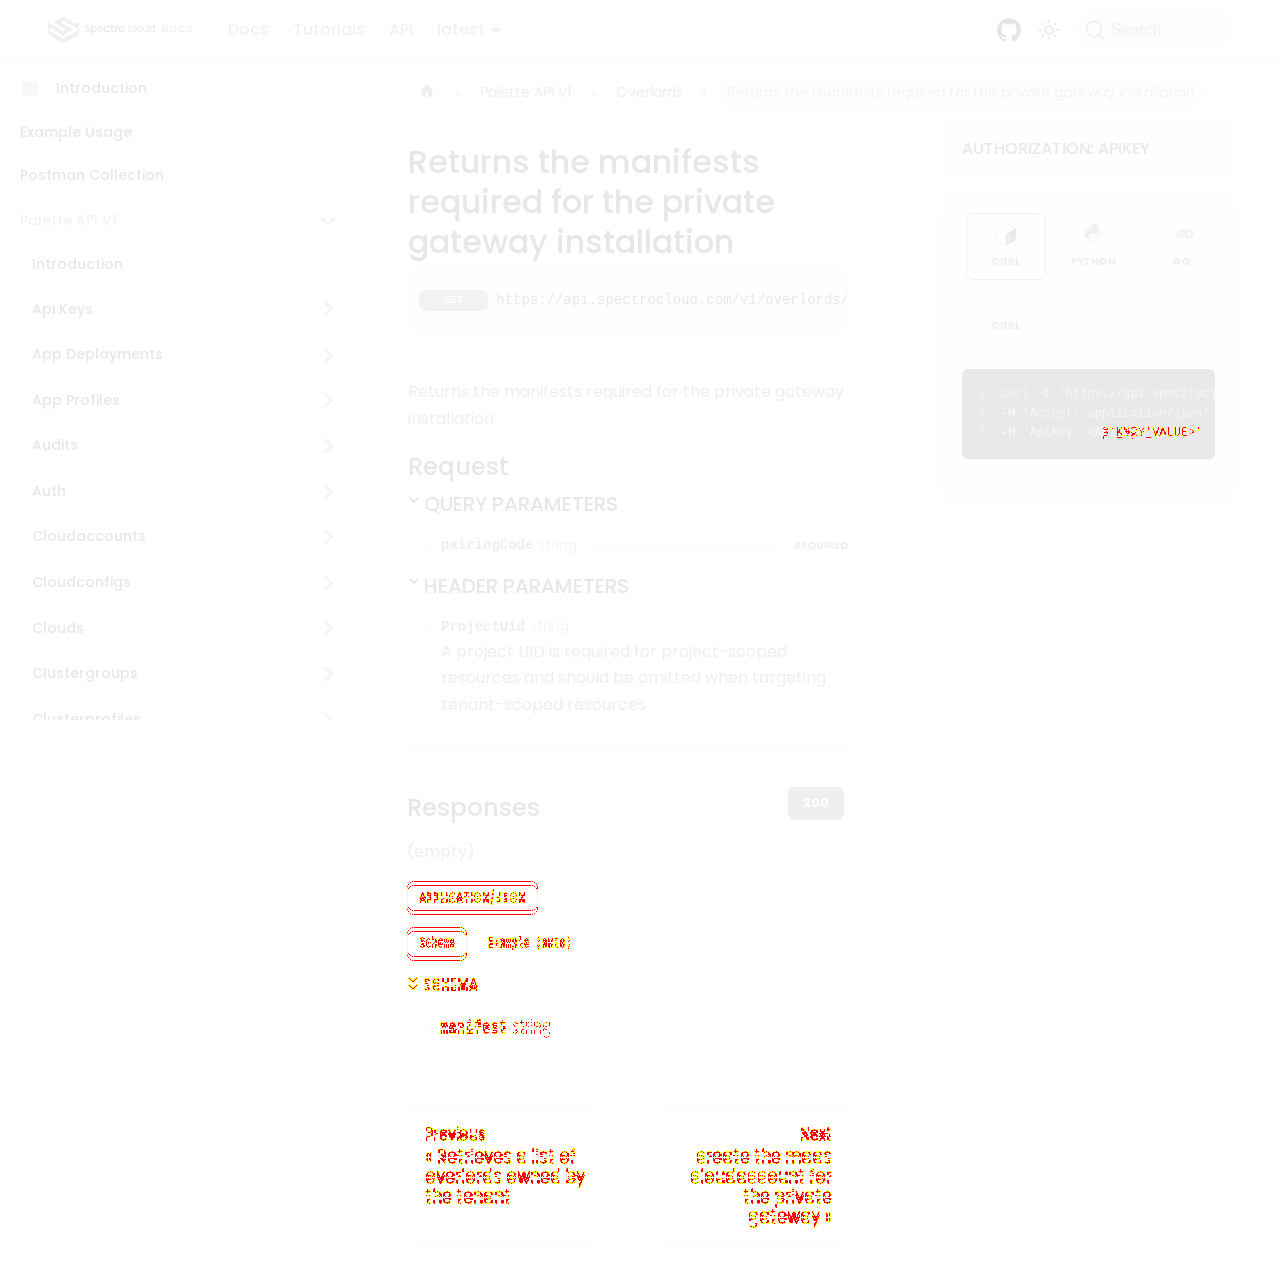 spectro cloud DOCS Docs Tutorials API latest Search
Introduction
Example Usage
Postman Collection
Palette API V1
Introduction
Api Keys
App Deployments
App Profiles
Audits
Auth
Cloudaccounts
Cloudconfigs
Clouds
Clustergroups
Clusterprofiles
Palette API V1 Overlords Returns the manifests required for the private gateway installation
Returns the manifests
required for the private
gateway installation
GET https://api.spectrocloud.com/v1/overlords/
Returns the manifests required for the private gateway
installation
Request
QUERY PARAMETERS
pairingCode string REQUIRED
HEADER PARAMETERS
ProjectUid string
A project UID is required for project-scoped
resources and should be omitted when targeting
tenant-scoped resources
Responses 200
(empty)
APPLICATION/JSON
Schema Example (auto)
SCHEMA
manifest string
Previous
« Retrieves a list of
overlords owned by
the tenant
Next
create the maas
cloudaccount for
the private
gateway »
AUTHORIZATION: APIKEY
CURL PYTHON GO
CURL
1 curl -L 'https://api.spectrocl
2 -H 'Accept: application/json'
3 -H 'ApiKey: VALUE>'